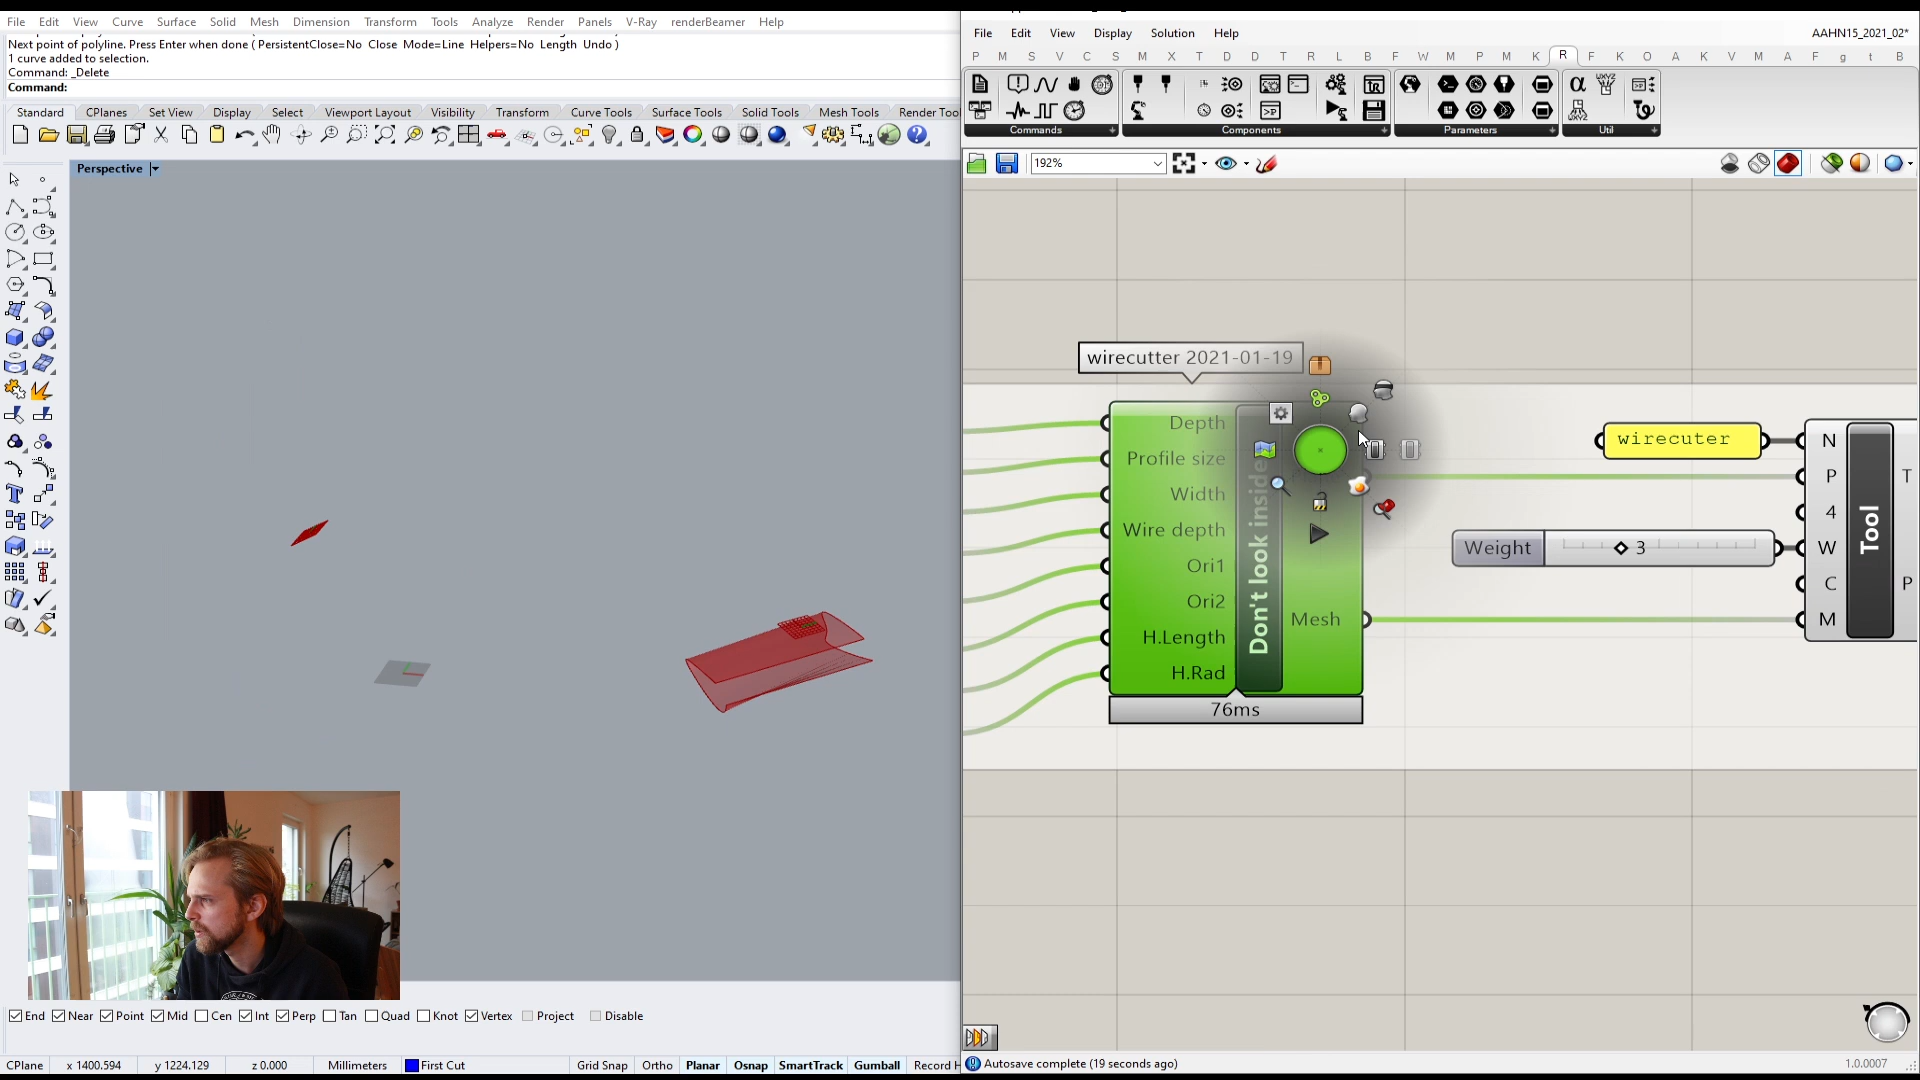 File Edit View Curve Surface Solid Mesh Dimension Transform Tools Analyze Render Panels V-Ray renderBeamer Help
Next point of polyline. Press Enter when done ( PersistentClose=No Close Mode=Line Helpers=No Length Undo )
1 curve added to selection.
Command: _Delete
Command:
Standard CPlanes Set View Display Select Viewport Layout Visibility Transform Curve Tools Surface Tools Solid Tools Mesh Tools Render Too
Perspective
End Near Point Mid Cen Int Perp Tan Quad Knot Vertex Project Disable
CPlane x 1400.594 y 1224.129 z 0.000 Millimeters First Cut Grid Snap Ortho Planar Osnap SmartTrack Gumball Record H
File Edit View Display Solution Help AAHN15_2021_02*
P M S V C S M X T D D T R L B F W M P M K R F K O A K V M A F g t B
Commands Components Parameters Util
192%
wirecutter 2021-01-19
Depth
Profile size
Width
Wire depth
Ori1
Ori2
H.Length
H.Rad
Don't look inside
Mesh
76ms
wirecuter
Weight 3
N
P
4
W
C
M
Tool
T
P
Autosave complete (19 seconds ago) 1.0.0007